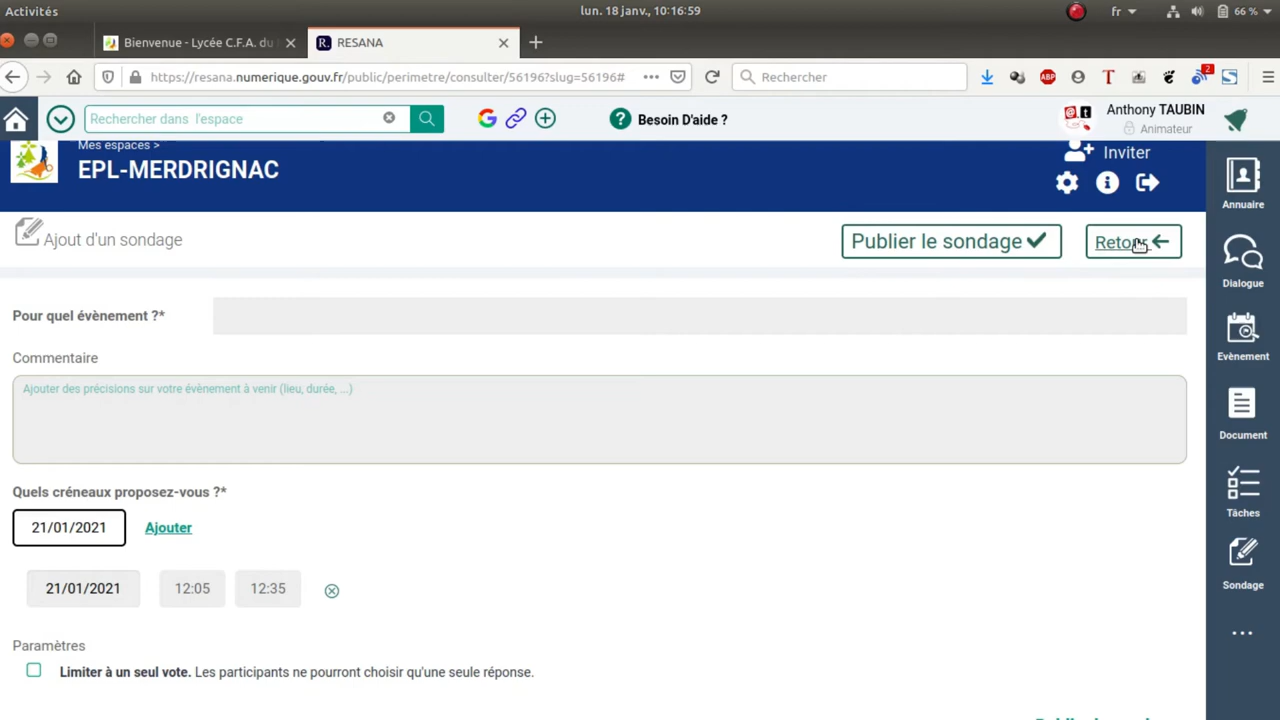 Activités
lun. 18 janv., 10:16:59
fr
66 %
Bienvenue - Lycée C.F.A. du
RESANA
https://resana.numerique.gouv.fr/public/perimetre/consulter/56196?slug=56196#
Rechercher
ABP
T
2
S
Rechercher dans l'espace
Besoin D'aide ?
Anthony TAUBIN
Animateur
Mes espaces >
EPL-MERDRIGNAC
Inviter
Annuaire
Ajout d'un sondage
Publier le sondage
Retour
Dialogue
Pour quel évènement ?*
Evènement
Commentaire
Ajouter des précisions sur votre évènement à venir (lieu, durée, ...)
Document
Quels créneaux proposez-vous ?*
21/01/2021
Ajouter
Tâches
21/01/2021
12:05
12:35
Sondage
Paramètres
Limiter à un seul vote. Les participants ne pourront choisir qu'une seule réponse.